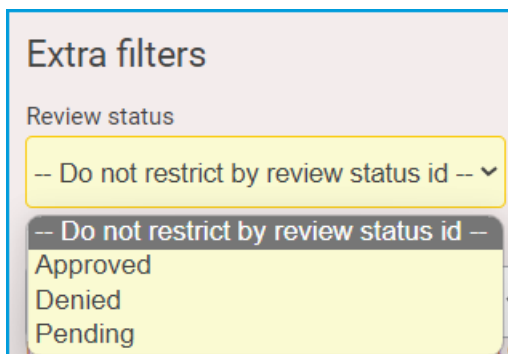 Extra filters
Review status
-- Do not restrict by review status id --
-- Do not restrict by review status id --
Approved
Denied
Pending